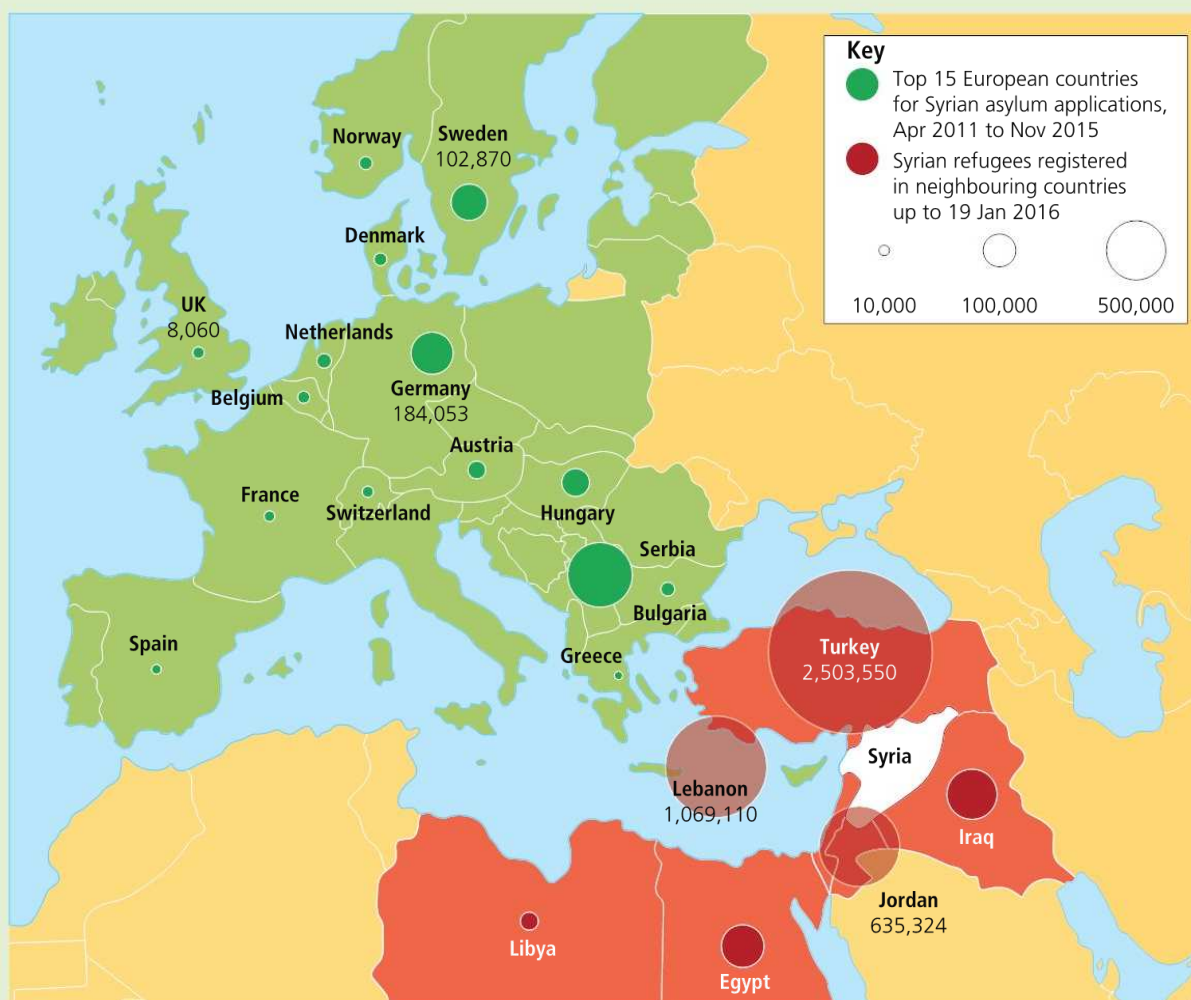 Key
Top 15 European countries
for Syrian asylum applications,
Apr 2011 to Nov 2015
Syrian refugees registered
in neighbouring countries
up to 19 Jan 2016
10,000
100,000
500,000
Norway
Sweden
102,870
Denmark
UK
8,060
Netherlands
Belgium
Germany
184,053
Austria
France
Switzerland
Hungary
Serbia
Bulgaria
Spain
Greece
Turkey
2,503,550
Syria
Lebanon
1,069,110
Iraq
Jordan
635,324
Libya
Egypt